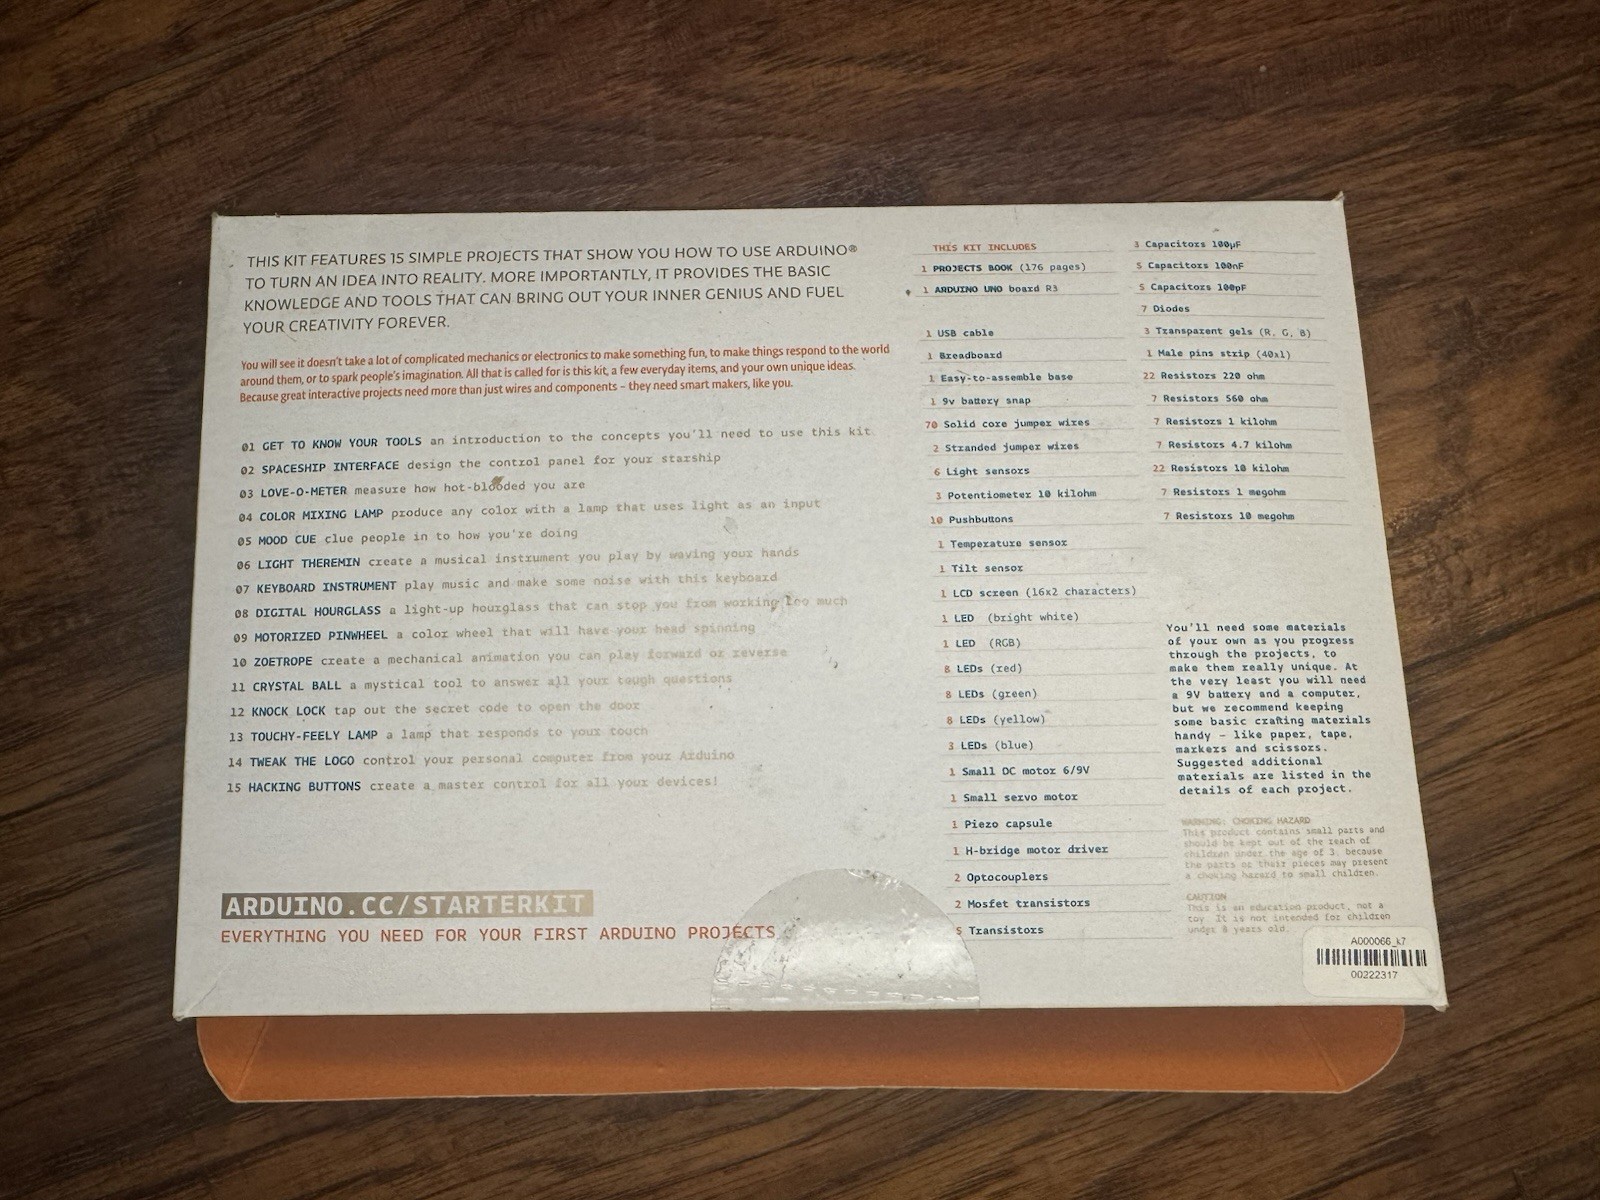 THIS KIT FEATURES 15 SIMPLE PROJECTS THAT SHOW YOU HOW TO USE ARDUINO®
TO TURN AN IDEA INTO REALITY. MORE IMPORTANTLY, IT PROVIDES THE BASIC
KNOWLEDGE AND TOOLS THAT CAN BRING OUT YOUR INNER GENIUS AND FUEL
YOUR CREATIVITY FOREVER.
You will see it doesn't take a lot of complicated mechanics or electronics to make something fun, to make things respond to the world
around them, or to spark people's imagination. All that is called for is this kit, a few everyday items, and your own unique ideas.
Because great interactive projects need more than just wires and components – they need smart makers, like you.
01 GET TO KNOW YOUR TOOLS an introduction to the concepts you'll need to use this kit
02 SPACESHIP INTERFACE design the control panel for your starship
03 LOVE-O-METER measure how hot-blooded you are
04 COLOR MIXING LAMP produce any color with a lamp that uses light as an input
05 MOOD CUE clue people in to how you're doing
06 LIGHT THEREMIN create a musical instrument you play by waving your hands
07 KEYBOARD INSTRUMENT play music and make some noise with this keyboard
08 DIGITAL HOURGLASS a light-up hourglass that can stop you from working too much
09 MOTORIZED PINWHEEL a color wheel that will have your head spinning
10 ZOETROPE create a mechanical animation you can play forward or reverse
11 CRYSTAL BALL a mystical tool to answer all your tough questions
12 KNOCK LOCK tap out the secret code to open the door
13 TOUCHY-FEELY LAMP a lamp that responds to your touch
14 TWEAK THE LOGO control your personal computer from your Arduino
15 HACKING BUTTONS create a master control for all your devices!
ARDUINO.CC/STARTERKIT
EVERYTHING YOU NEED FOR YOUR FIRST ARDUINO PROJECTS
THIS KIT INCLUDES
1 PROJECTS BOOK (176 pages)
1 ARDUINO UNO board R3
1 USB cable
1 Breadboard
1 Easy-to-assemble base
1 9v battery snap
70 Solid core jumper wires
2 Stranded jumper wires
6 Light sensors
3 Potentiometer 10 kilohm
10 Pushbuttons
1 Temperature sensor
1 Tilt sensor
1 LCD screen (16x2 characters)
1 LED (bright white)
1 LED (RGB)
8 LEDs (red)
8 LEDs (green)
8 LEDs (yellow)
3 LEDs (blue)
1 Small DC motor 6/9V
1 Small servo motor
1 Piezo capsule
1 H-bridge motor driver
2 Optocouplers
2 Mosfet transistors
5 Transistors
3 Capacitors 100µF
5 Capacitors 100nF
5 Capacitors 100pF
7 Diodes
3 Transparent gels (R, G, B)
1 Male pins strip (40x1)
22 Resistors 220 ohm
7 Resistors 560 ohm
7 Resistors 1 kilohm
7 Resistors 4.7 kilohm
22 Resistors 10 kilohm
7 Resistors 1 megohm
7 Resistors 10 megohm
You'll need some materials
of your own as you progress
through the projects, to
make them really unique. At
the very least you will need
a 9V battery and a computer,
but we recommend keeping
some basic crafting materials
handy – like paper, tape,
markers and scissors.
Suggested additional
materials are listed in the
details of each project.
WARNING: CHOKING HAZARD
This product contains small parts and
should be kept out of the reach of
children under the age of 3, because
the parts or their pieces may present
a choking hazard to small children.
CAUTION
This is an education product, not a
toy. It is not intended for children
under 8 years old.
A000066_k7
00222317